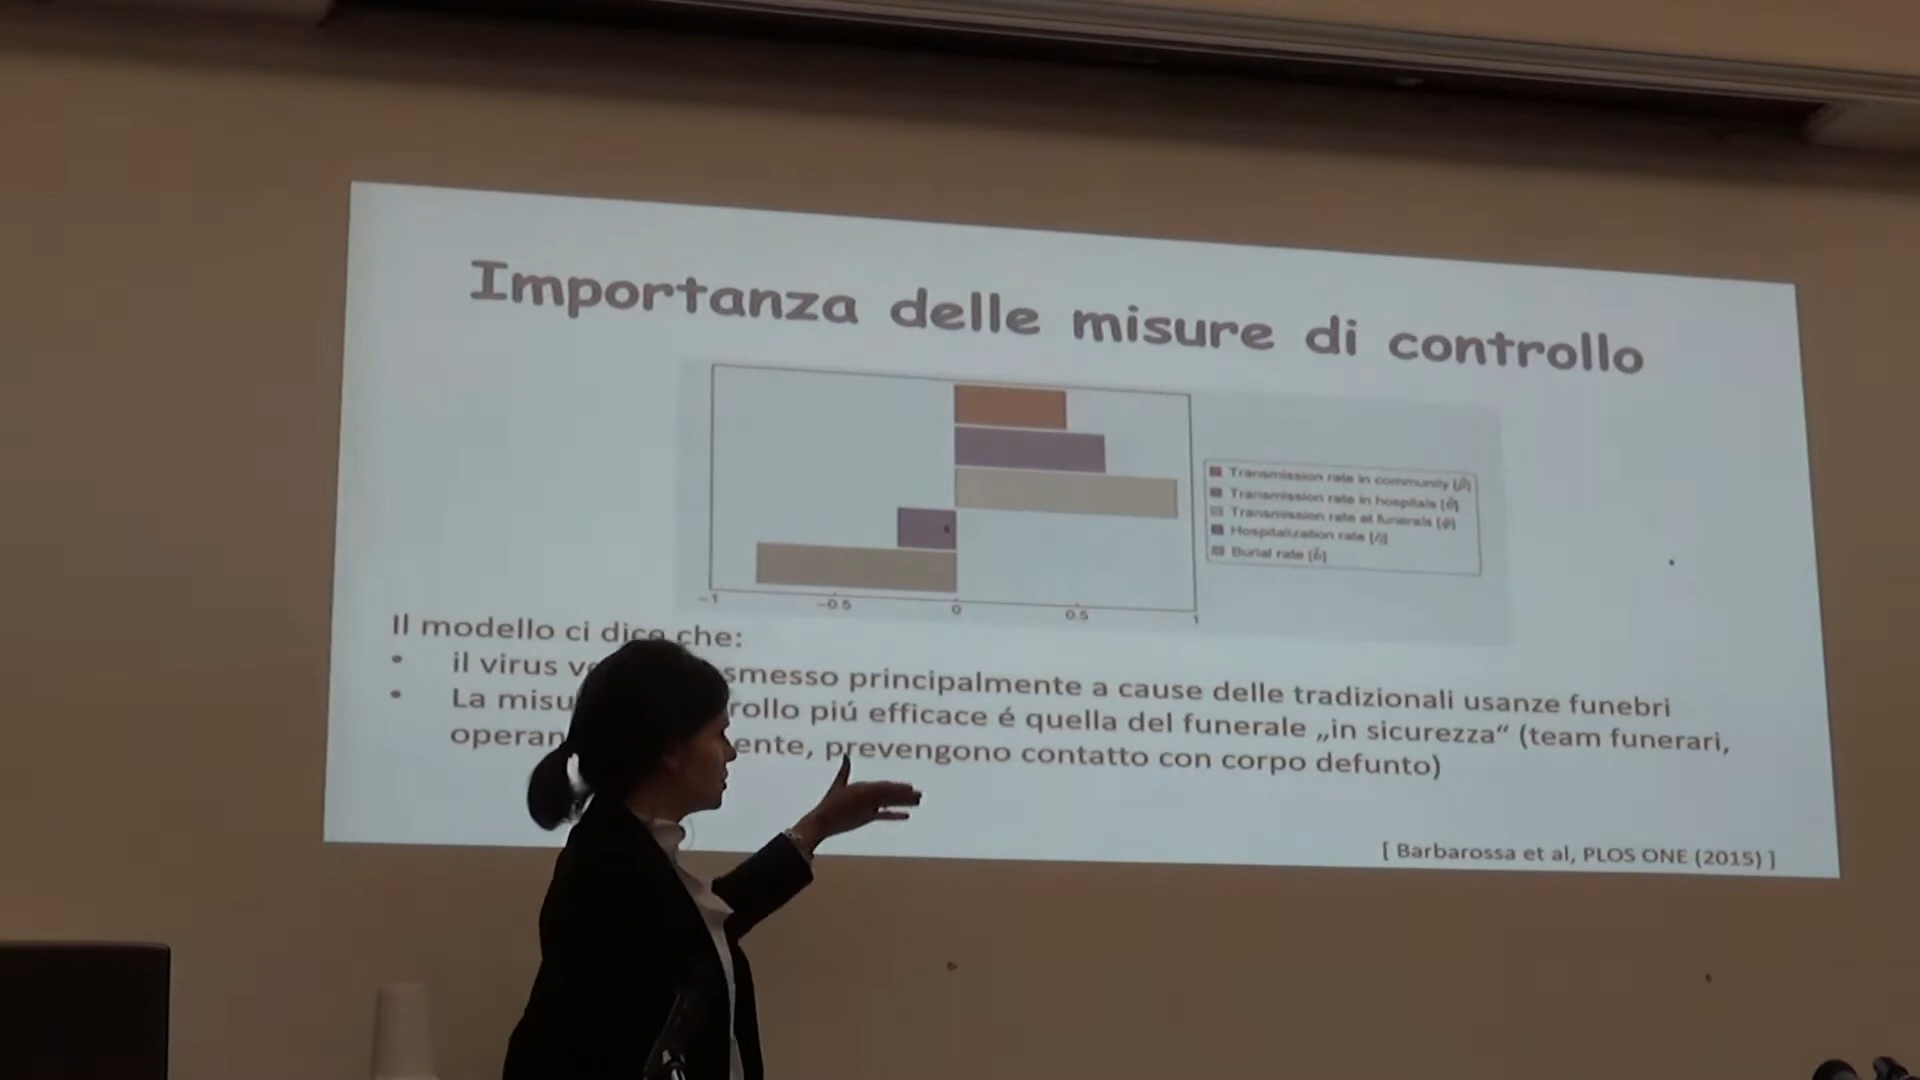 Importanza delle misure di controllo
Transmission rate in community
Transmission rate in hospitals
Transmission rate at funerals
Hospitalization rate
Burial rate
-1 -0.5 0 0.5 1
Il modello ci dice che:
• il virus smesso principalmente a cause delle tradizionali usanze funebri
• La misu rollo piú efficace é quella del funerale „in sicurezza“ (team funerari,
operan ente, prevengono contatto con corpo defunto)
[ Barbarossa et al, PLOS ONE (2015) ]